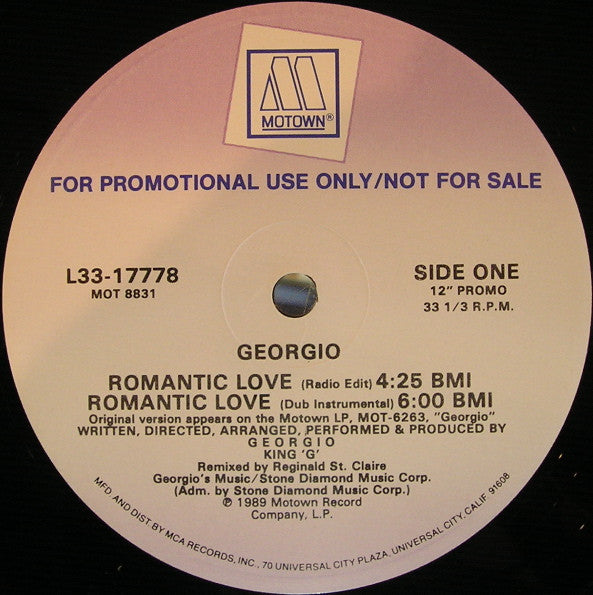 MOTOWN®
FOR PROMOTIONAL USE ONLY/NOT FOR SALE
L33-17778
MOT 8831
SIDE ONE
12" PROMO
33 1/3 R.P.M.
GEORGIO
ROMANTIC LOVE (Radio Edit) 4:25 BMI
ROMANTIC LOVE (Dub Instrumental) 6:00 BMI
Original version appears on the Motown LP, MOT-6263, "Georgio"
WRITTEN, DIRECTED, ARRANGED, PERFORMED & PRODUCED BY
G E O R G I O
KING 'G'
Remixed by Reginald St. Claire
Georgio's Music/Stone Diamond Music Corp.
(Adm. by Stone Diamond Music Corp.)
℗ 1989 Motown Record
Company, L.P.
MFD. AND DIST. BY MCA RECORDS, INC., 70 UNIVERSAL CITY PLAZA, UNIVERSAL CITY, CALIF. 91608